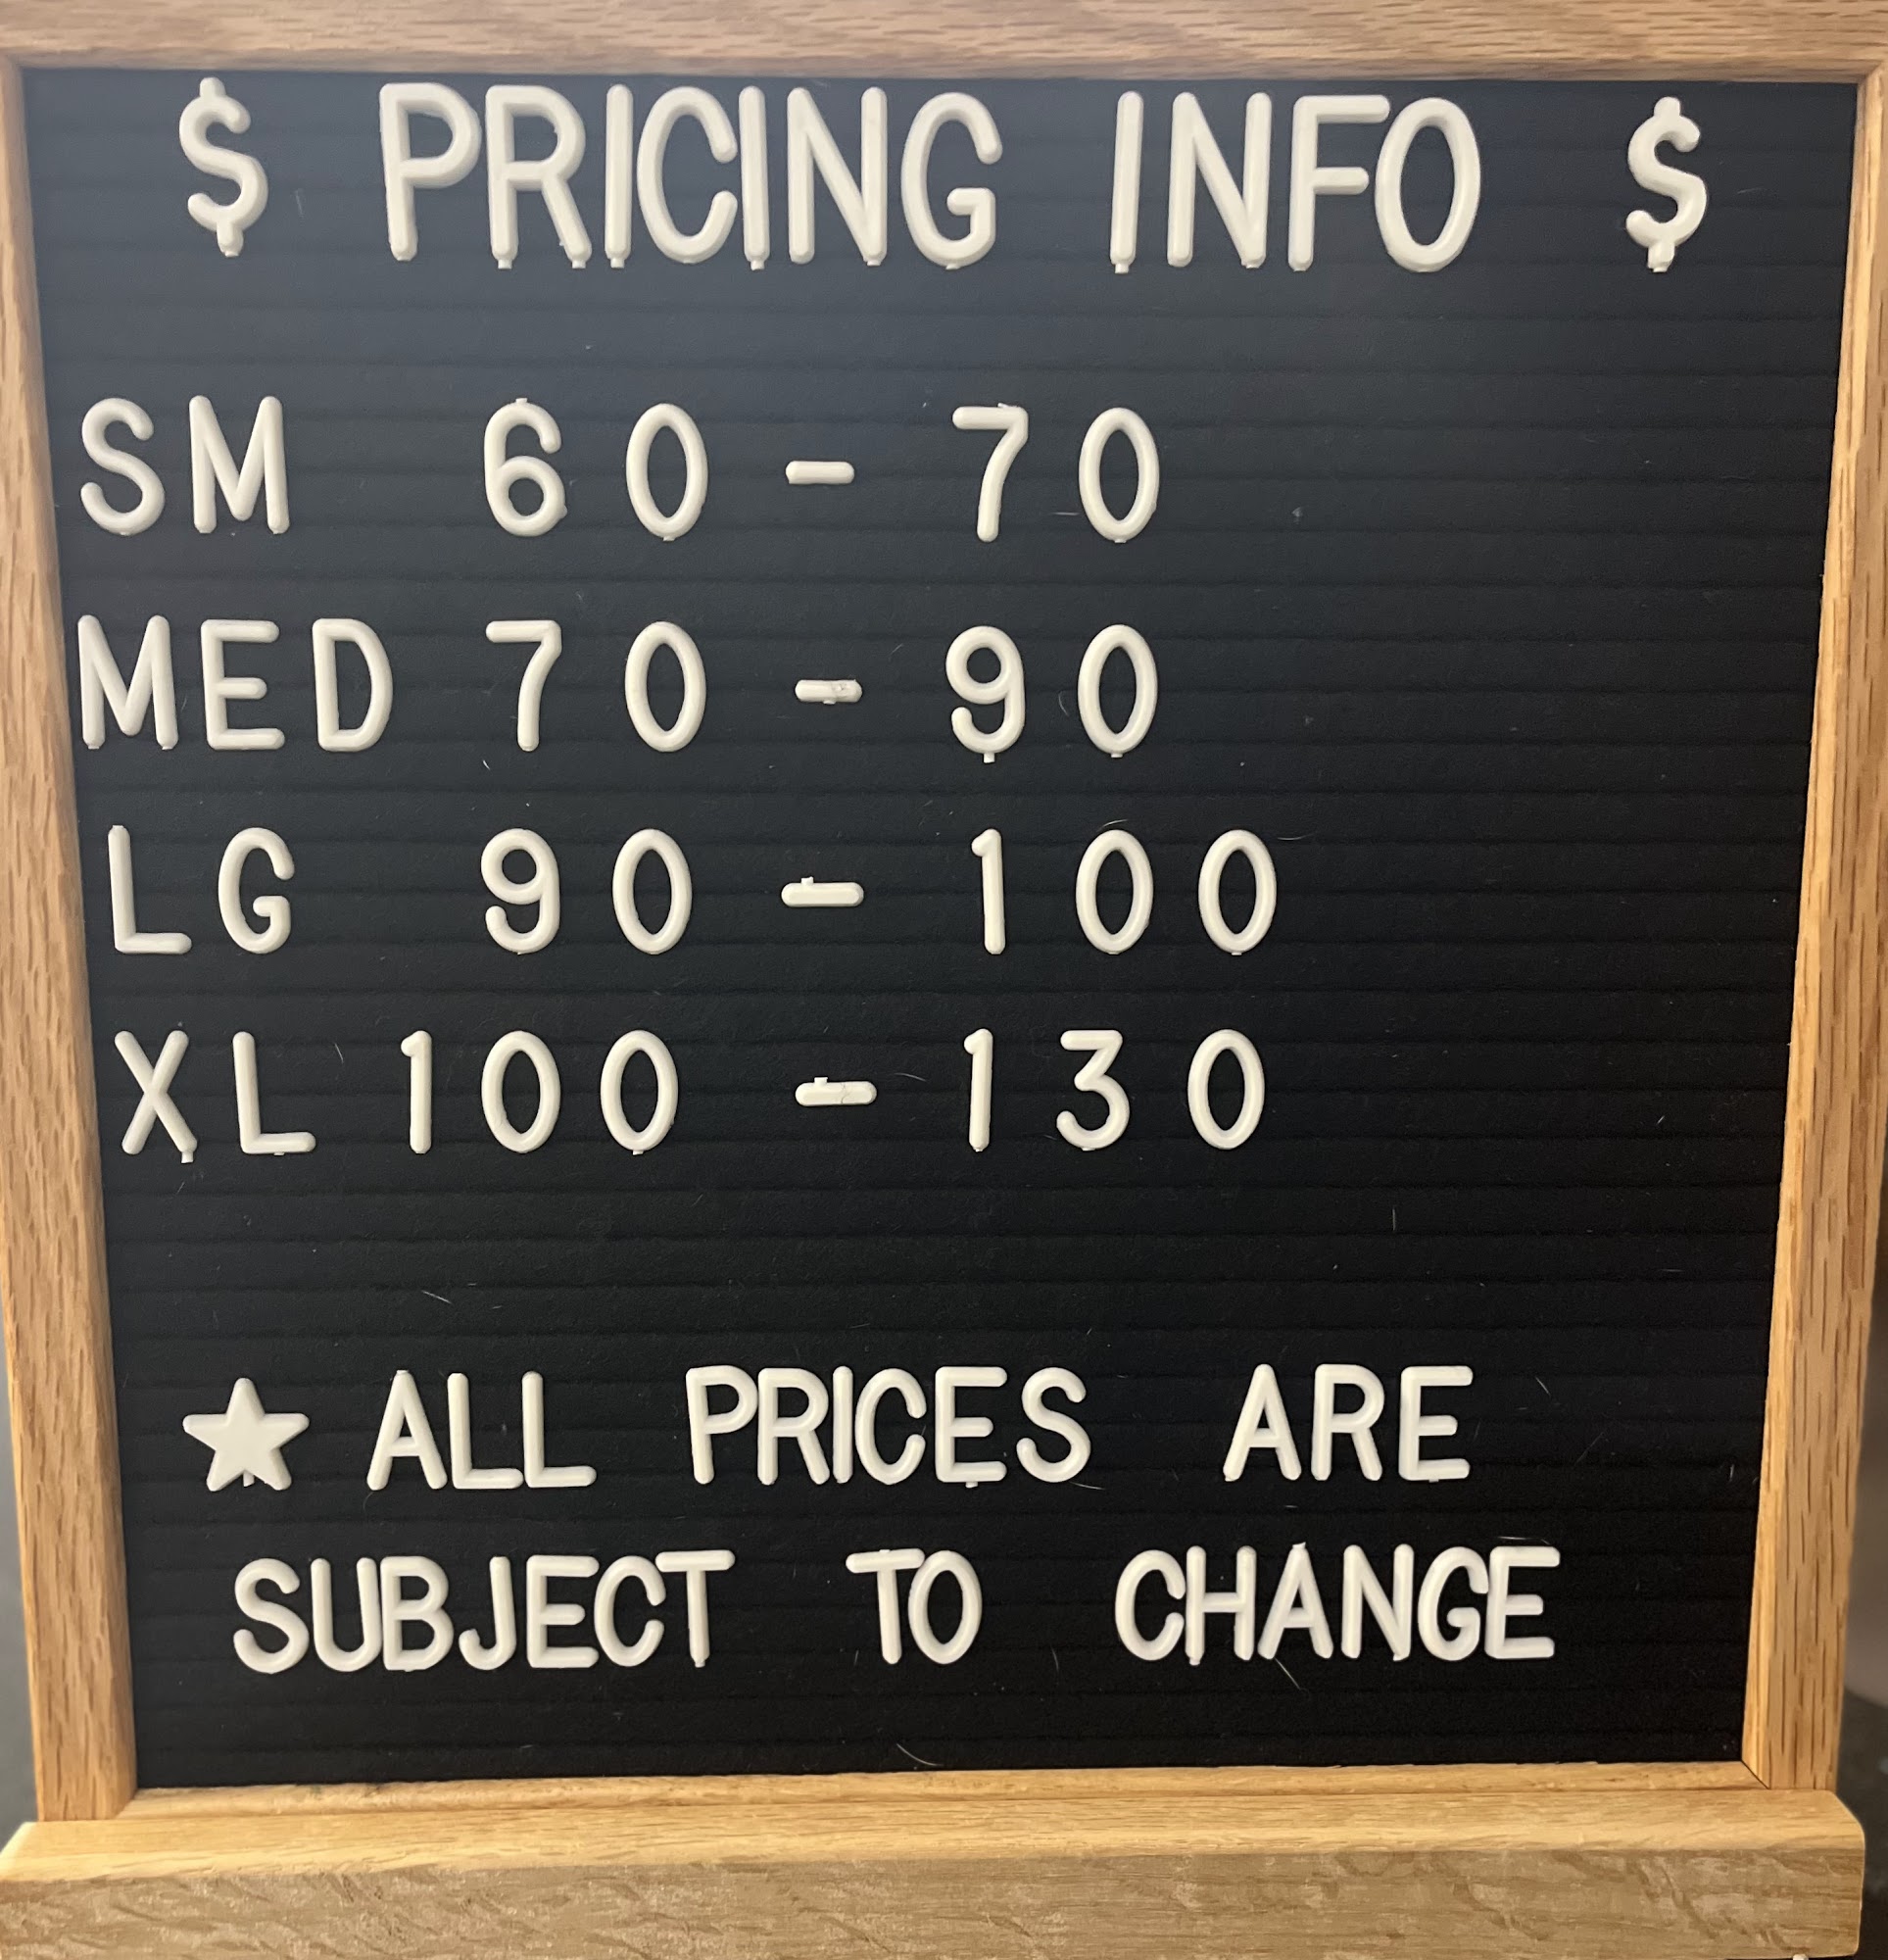 $ PRICING INFO $
SM 60 - 70
MED 70 - 90
LG 90 - 100
XL 100 - 130
★ ALL PRICES ARE
SUBJECT TO CHANGE